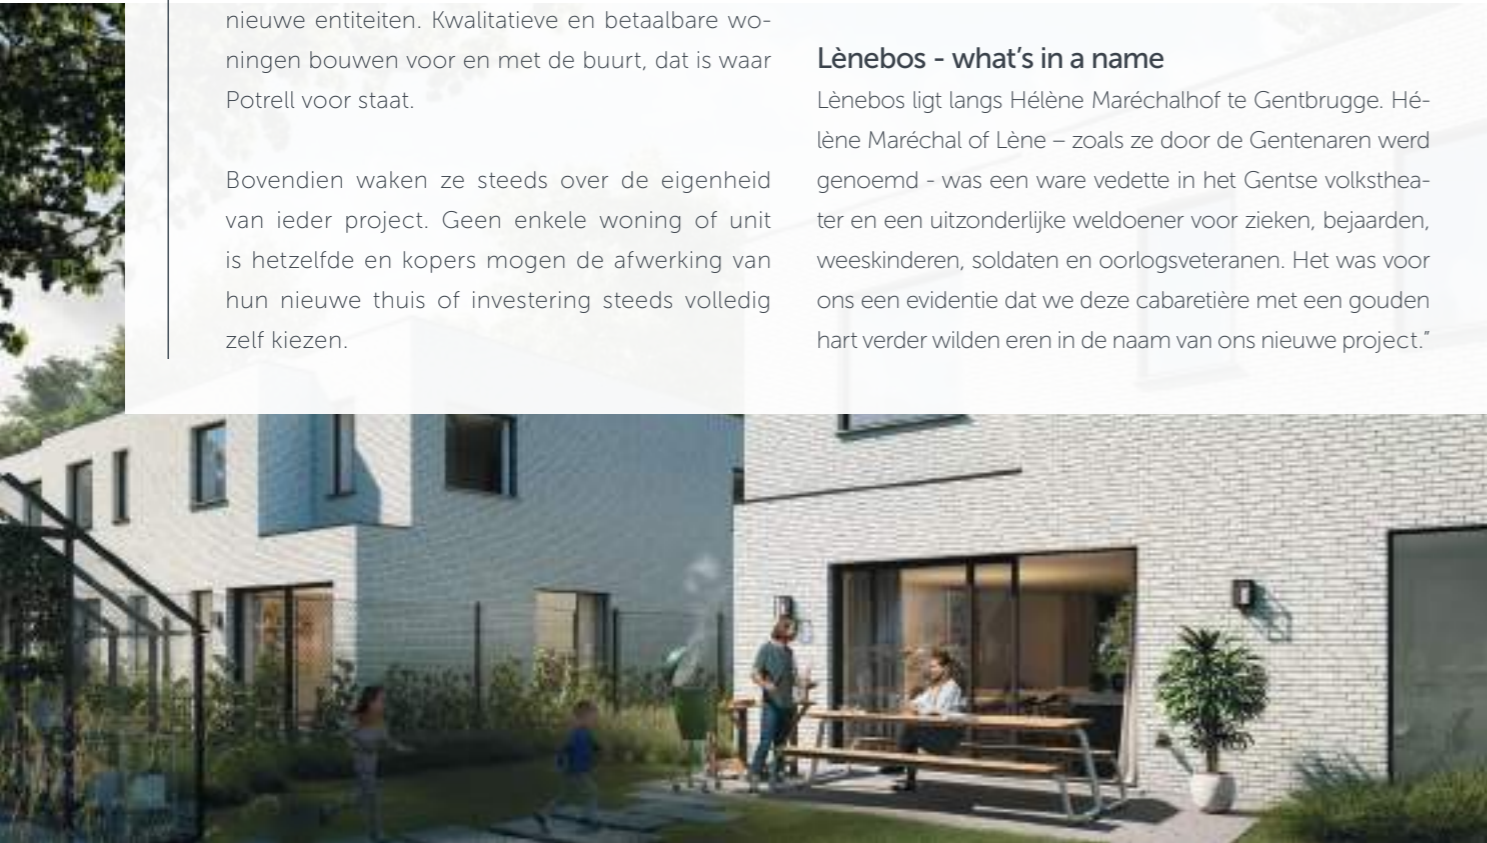 nieuwe entiteiten. Kwalitatieve en betaalbare wo-
ningen bouwen voor en met de buurt, dat is waar
Potrell voor staat.
Bovendien waken ze steeds over de eigenheid
van ieder project. Geen enkele woning of unit
is hetzelfde en kopers mogen de afwerking van
hun nieuwe thuis of investering steeds volledig
zelf kiezen.
Lènebos - what's in a name
Lènebos ligt langs Hélène Maréchalhof te Gentbrugge. Hé-
lène Maréchal of Lène – zoals ze door de Gentenaren werd
genoemd - was een ware vedette in het Gentse volksthea-
ter en een uitzonderlijke weldoener voor zieken, bejaarden,
weeskinderen, soldaten en oorlogsveteranen. Het was voor
ons een evidentie dat we deze cabaretière met een gouden
hart verder wilden eren in de naam van ons nieuwe project.”